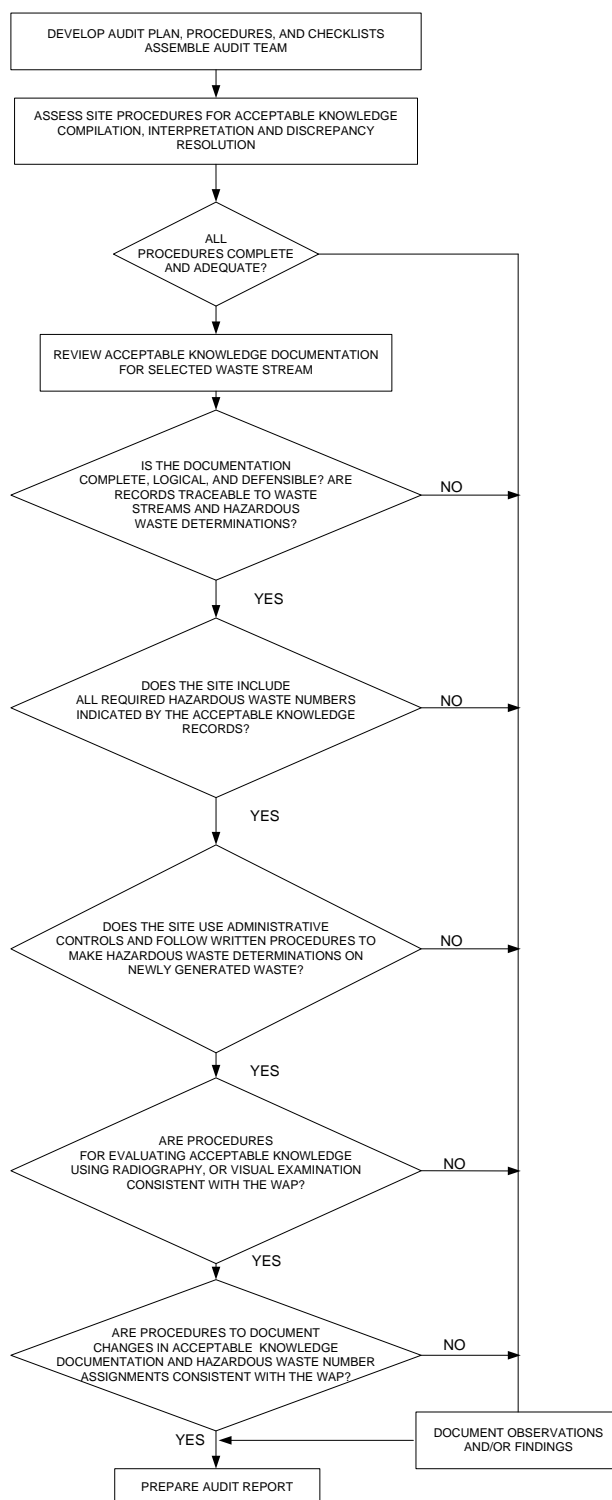 DEVELOP AUDIT PLAN, PROCEDURES, AND CHECKLISTS
ASSEMBLE AUDIT TEAM
ASSESS SITE PROCEDURES FOR ACCEPTABLE KNOWLEDGE
COMPILATION, INTERPRETATION AND DISCREPANCY
RESOLUTION
ALL
PROCEDURES COMPLETE
AND ADEQUATE?
REVIEW ACCEPTABLE KNOWLEDGE DOCUMENTATION
FOR SELECTED WASTE STREAM
IS THE DOCUMENTATION
COMPLETE, LOGICAL, AND DEFENSIBLE? ARE
RECORDS TRACEABLE TO WASTE
STREAMS AND HAZARDOUS
WASTE DETERMINATIONS?
NO
YES
DOES THE SITE INCLUDE
ALL REQUIRED HAZARDOUS WASTE NUMBERS
INDICATED BY THE ACCEPTABLE KNOWLEDGE
RECORDS?
NO
YES
DOES THE SITE USE ADMINISTRATIVE
CONTROLS AND FOLLOW WRITTEN PROCEDURES TO
MAKE HAZARDOUS WASTE DETERMINATIONS ON
NEWLY GENERATED WASTE?
NO
YES
ARE PROCEDURES
FOR EVALUATING ACCEPTABLE KNOWLEDGE
USING RADIOGRAPHY, OR VISUAL EXAMINATION
CONSISTENT WITH THE WAP?
NO
YES
ARE PROCEDURES TO DOCUMENT
CHANGES IN ACCEPTABLE KNOWLEDGE
DOCUMENTATION AND HAZARDOUS WASTE NUMBER
ASSIGNMENTS CONSISTENT WITH THE WAP?
NO
YES
DOCUMENT OBSERVATIONS
AND/OR FINDINGS
PREPARE AUDIT REPORT